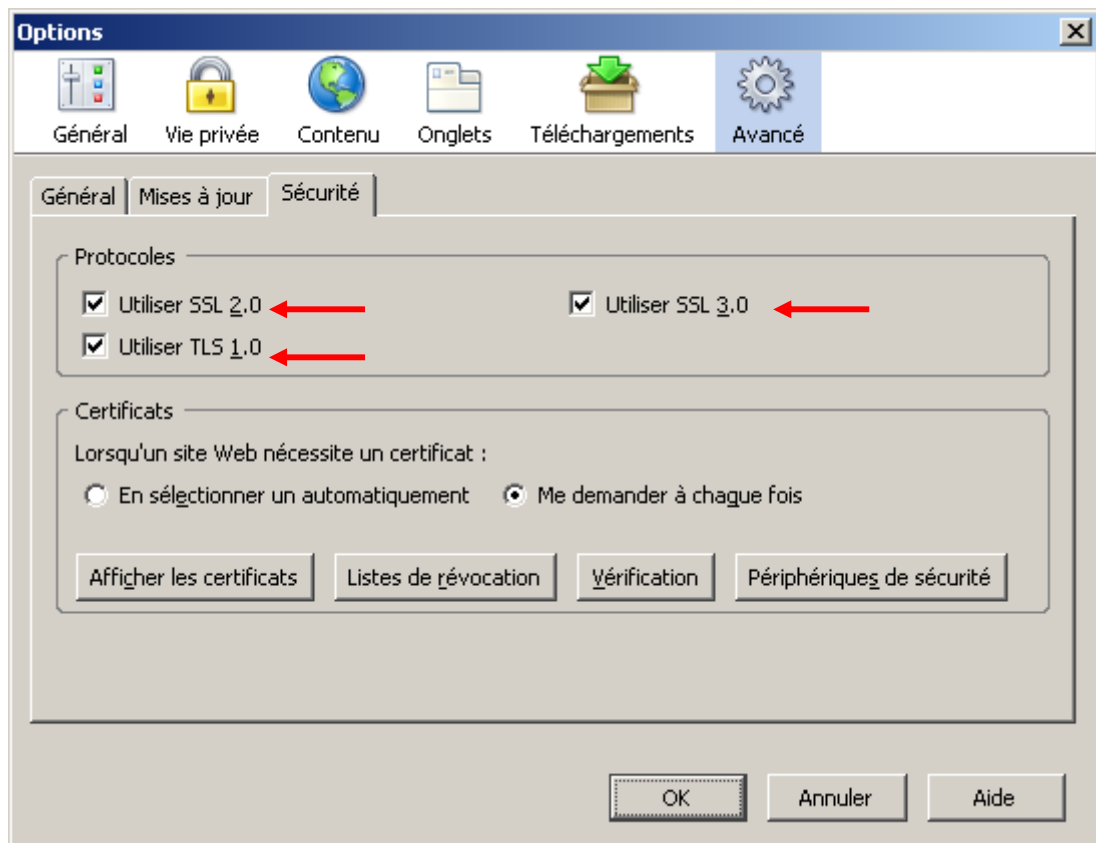 Options
Général Vie privée Contenu Onglets Téléchargements Avancé
Général Mises à jour Sécurité
Protocoles
Utiliser SSL 2.0 Utiliser SSL 3.0
Utiliser TLS 1.0
Certificats
Lorsqu'un site Web nécessite un certificat :
En sélectionner un automatiquement Me demander à chaque fois
Afficher les certificats Listes de révocation Vérification Périphériques de sécurité
OK Annuler Aide